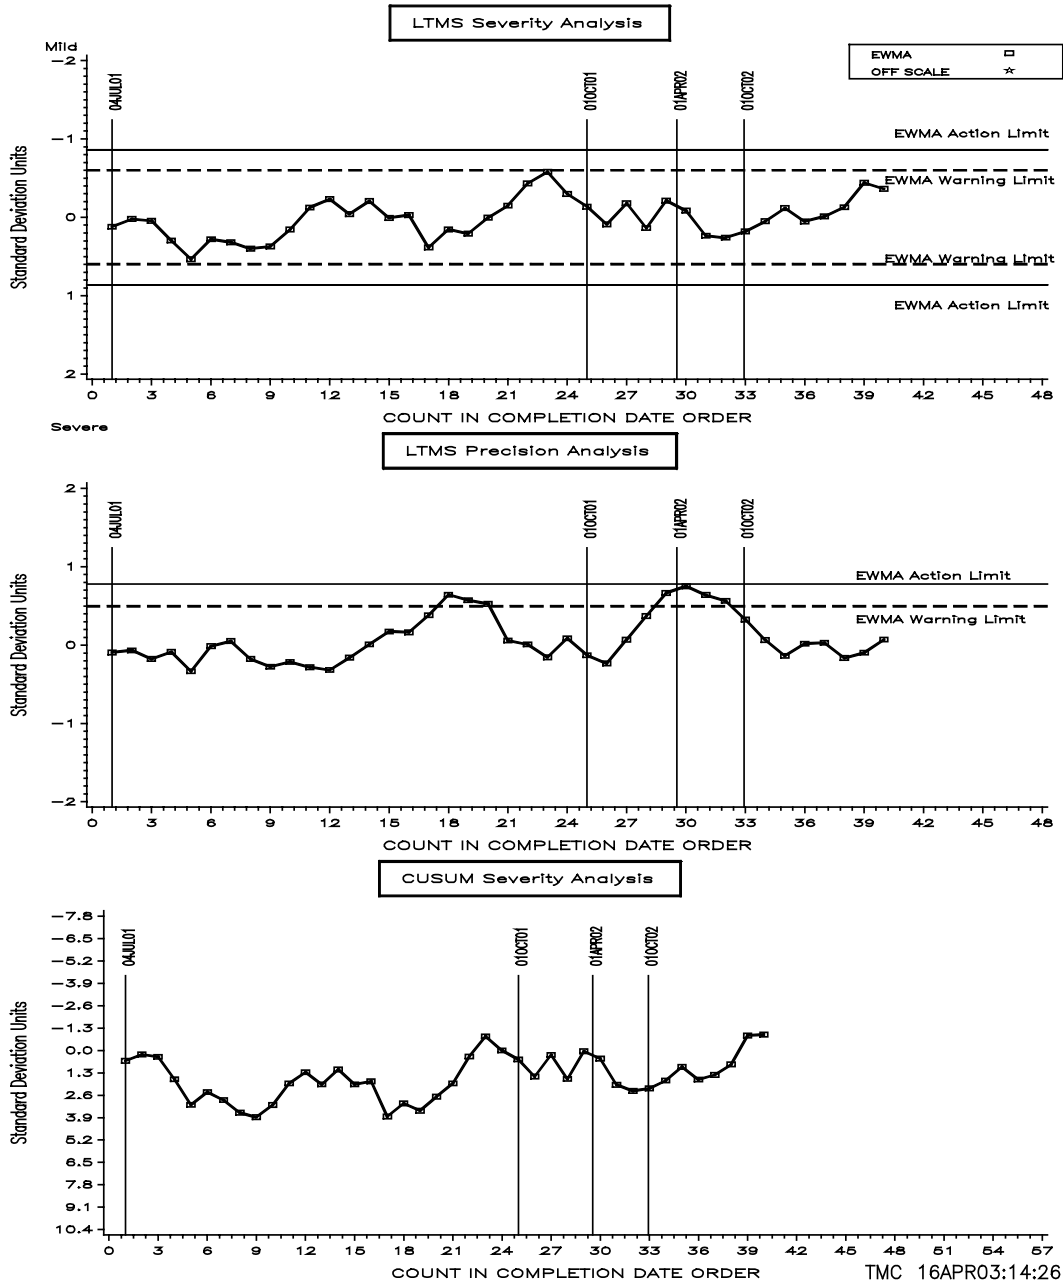 LTMS Severity Analysis
Mild
EWMA
OFF SCALE
Standard Deviation Units
-2
-1
0
1
2
04JUL01
01OCT01
01APR02
01OCT02
EWMA Action Limit
EWMA Warning Limit
EWMA Warning Limit
EWMA Action Limit
0 3 6 9 12 15 18 21 24 27 30 33 36 39 42 45 48
COUNT IN COMPLETION DATE ORDER
Severe
LTMS Precision Analysis
Standard Deviation Units
2
1
0
-1
-2
04JUL01
01OCT01
01APR02
01OCT02
EWMA Action Limit
EWMA Warning Limit
0 3 6 9 12 15 18 21 24 27 30 33 36 39 42 45 48
COUNT IN COMPLETION DATE ORDER
CUSUM Severity Analysis
Standard Deviation Units
-7.8
-6.5
-5.2
-3.9
-2.6
-1.3
0.0
1.3
2.6
3.9
5.2
6.5
7.8
9.1
10.4
04JUL01
01OCT01
01APR02
01OCT02
0 3 6 9 12 15 18 21 24 27 30 33 36 39 42 45 48 51 54 57
COUNT IN COMPLETION DATE ORDER
TMC 16APR03:14:26